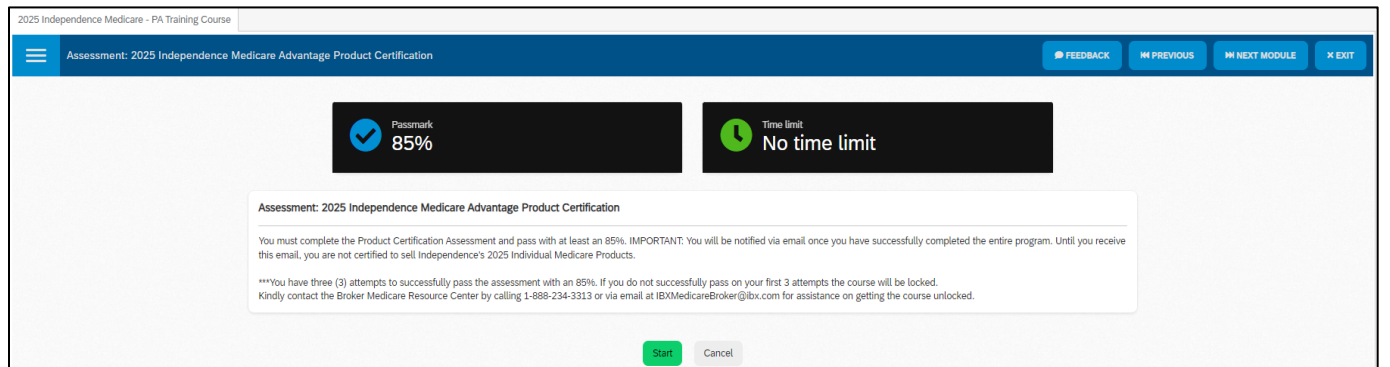 2025 Independence Medicare - PA Training Course
Assessment: 2025 Independence Medicare Advantage Product Certification
FEEDBACK
PREVIOUS
NEXT MODULE
EXIT
Passmark
85%
Time limit
No time limit
Assessment: 2025 Independence Medicare Advantage Product Certification
You must complete the Product Certification Assessment and pass with at least an 85%. IMPORTANT: You will be notified via email once you have successfully completed the entire program. Until you receive
this email, you are not certified to sell Independence's 2025 Individual Medicare Products.
***You have three (3) attempts to successfully pass the assessment with an 85%. If you do not successfully pass on your first 3 attempts the course will be locked.
Kindly contact the Broker Medicare Resource Center by calling 1-888-234-3313 or via email at IBXMedicareBroker@ibx.com for assistance on getting the course unlocked.
Start
Cancel